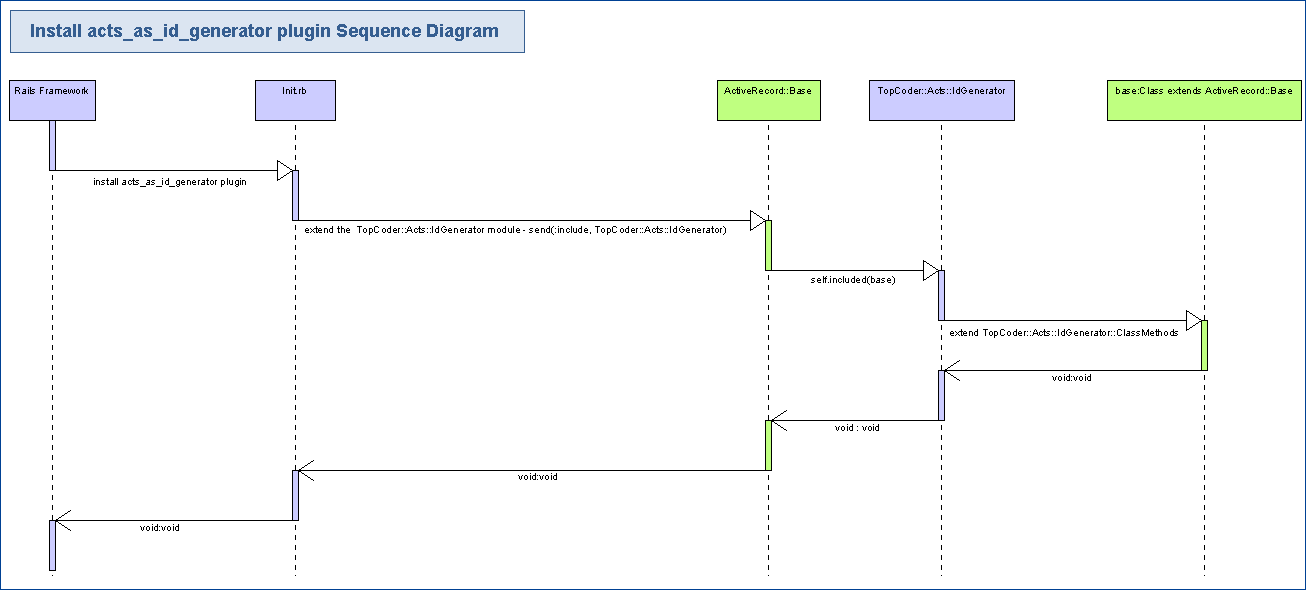 Install acts_as_id_generator plugin Sequence Diagram
Rails Framework
Init.rb
ActiveRecord::Base
TopCoder::Acts::IdGenerator
base:Class extends ActiveRecord::Base
install acts_as_id_generator plugin
extend the TopCoder::Acts::IdGenerator module - send(:include, TopCoder::Acts::IdGenerator)
self.included(base)
extend TopCoder::Acts::IdGenerator::ClassMethods
void:void
void : void
void:void
void:void